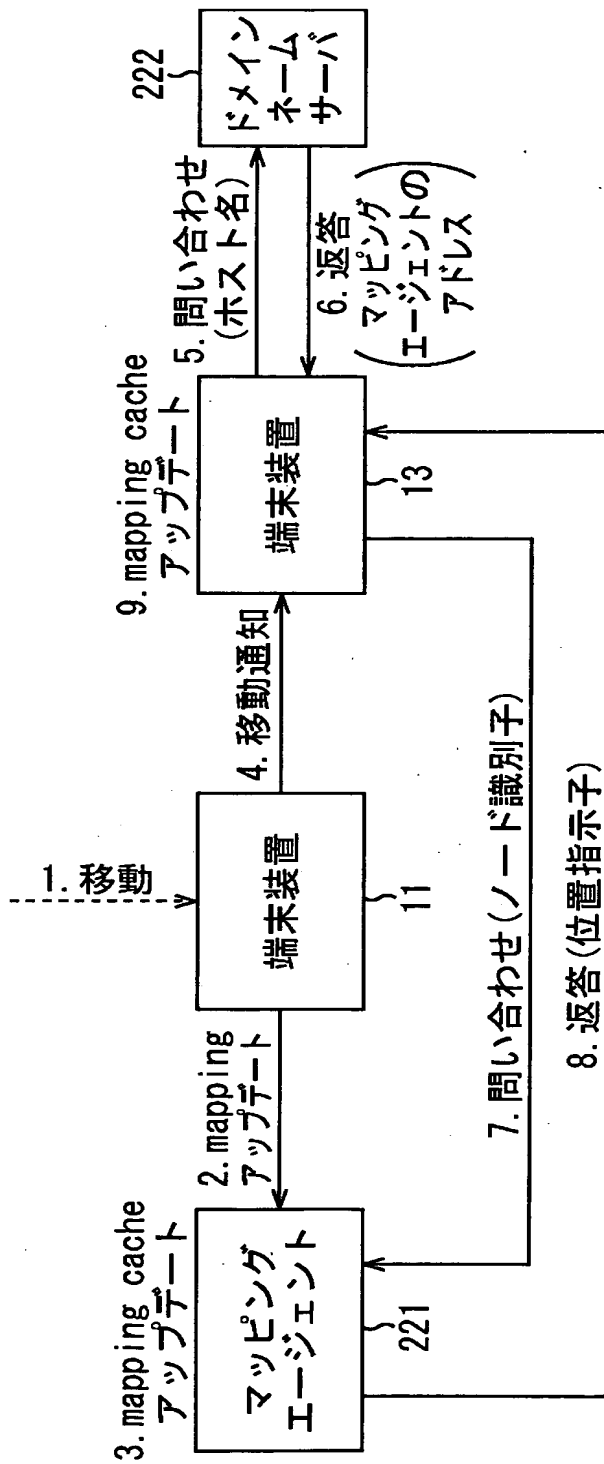 3. mapping cache
アップデート
マッピング
エージェント
221
2. mapping
アップデート
1. 移動
端末装置
11
4. 移動通知
9. mapping cache
アップデート
端末装置
13
5. 問い合わせ
(ホスト名)
6. 返答
(マッピング
エージェントの
アドレス)
222
ドメイン
ネーム
サーバ
7. 問い合わせ(ノード識別子)
8. 返答(位置指示子)